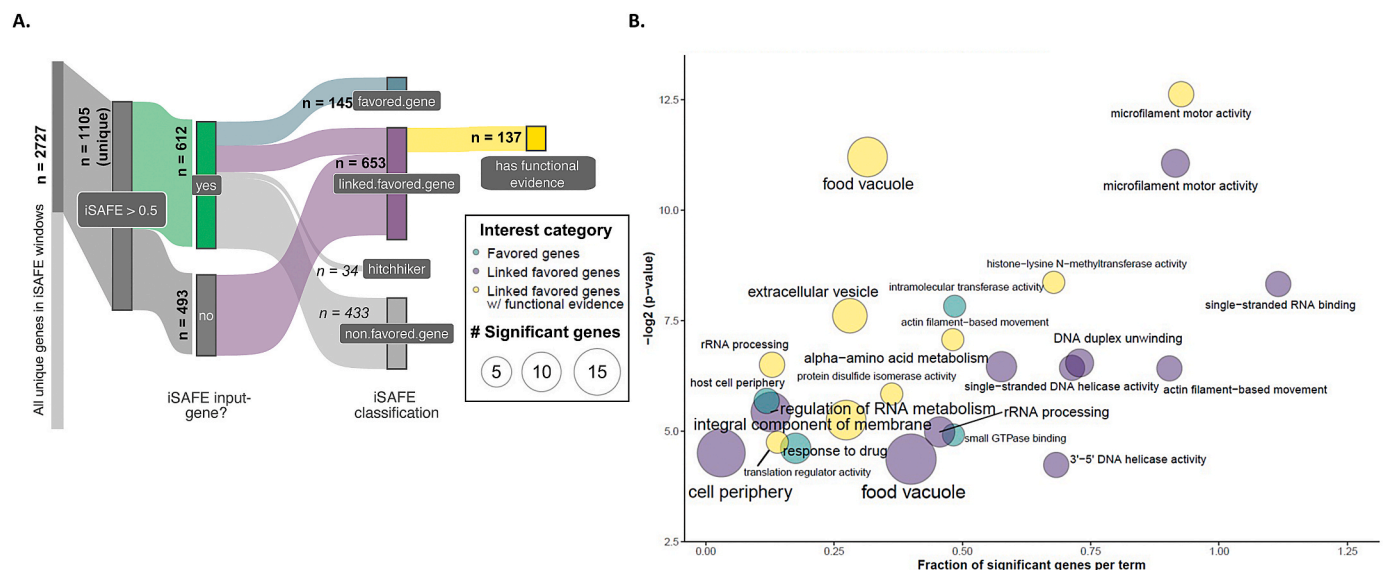 A.
n = 2727
All unique genes in iSAFE windows
n = 1105
(unique)
iSAFE > 0.5
n = 612
yes
n = 493
no
iSAFE input-
gene?
n = 145
favored.gene
n = 653
linked.favored.gene
n = 34
hitchhiker
n = 433
non.favored.gene
iSAFE
classification
n = 137
has functional
evidence
Interest category
Favored genes
Linked favored genes
Linked favored genes
w/ functional evidence
# Significant genes
5
10
15
B.
−log2 (p−value)
12.5
10.0
7.5
5.0
2.5
microfilament motor activity
food vacuole
microfilament motor activity
histone−lysine N−methyltransferase activity
intramolecular transferase activity
extracellular vesicle
single−stranded RNA binding
actin filament−based movement
rRNA processing
DNA duplex unwinding
alpha−amino acid metabolism
protein disulfide isomerase activity
host cell periphery
single−stranded DNA helicase activity
actin filament−based movement
regulation of RNA metabolism
rRNA processing
integral component of membrane
small GTPase binding
response to drug
translation regulator activity
3'−5' DNA helicase activity
cell periphery
food vacuole
0.00
0.25
0.50
0.75
1.00
1.25
Fraction of significant genes per term